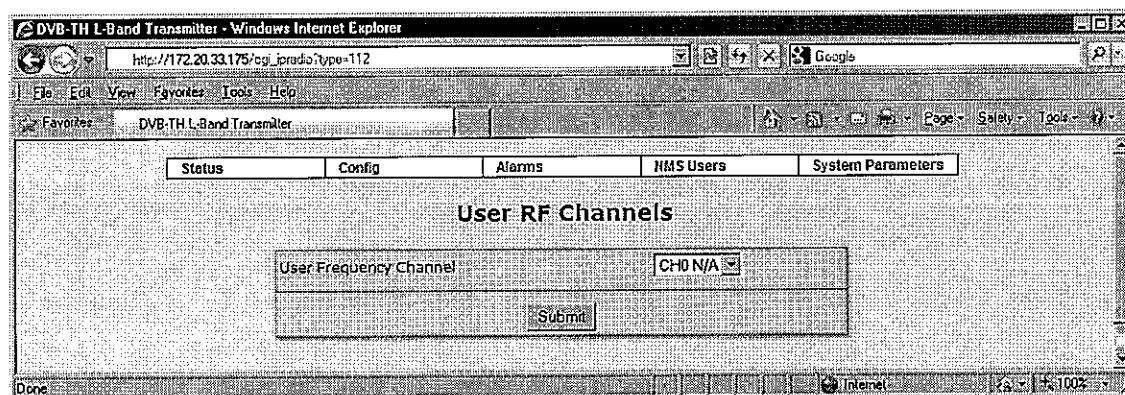 DVB-TH L-Band Transmitter - Windows Internet Explorer
http://172.20.33.175/cgi_ipradio?type=112
Google
File Edit View Favorites Tools Help
Favorites DVB-TH L-Band Transmitter Page Safety Tools
Status Config Alarms NMS Users System Parameters
User RF Channels
User Frequency Channel CH0 N/A
Submit
Done Internet 100%